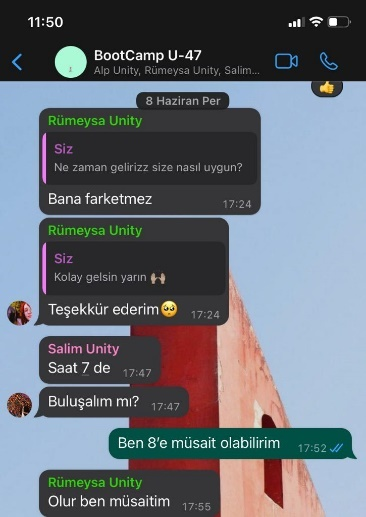 11:50
BootCamp U-47
Alp Unity, Rümeysa Unity, Salim...
8 Haziran Per
Rümeysa Unity
Siz
Ne zaman gelirizz size nasıl uygun?
Bana farketmez
17:24
Rümeysa Unity
Siz
Kolay gelsin yarın 🙌🏽
Teşekkür ederim🥺
17:24
Salim Unity
Saat 7 de
17:47
Buluşalım mı?
17:47
Ben 8'e müsait olabilirim
17:52
Rümeysa Unity
Olur ben müsaitim
17:55